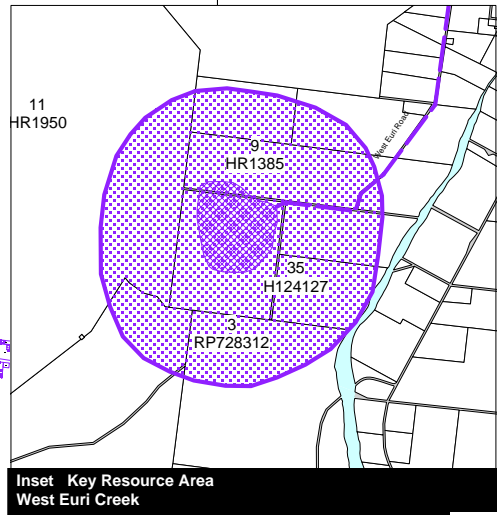 11
HR1950
9
HR1385
West Euri Road
35
H124127
3
RP728312
Inset Key Resource Area
West Euri Creek